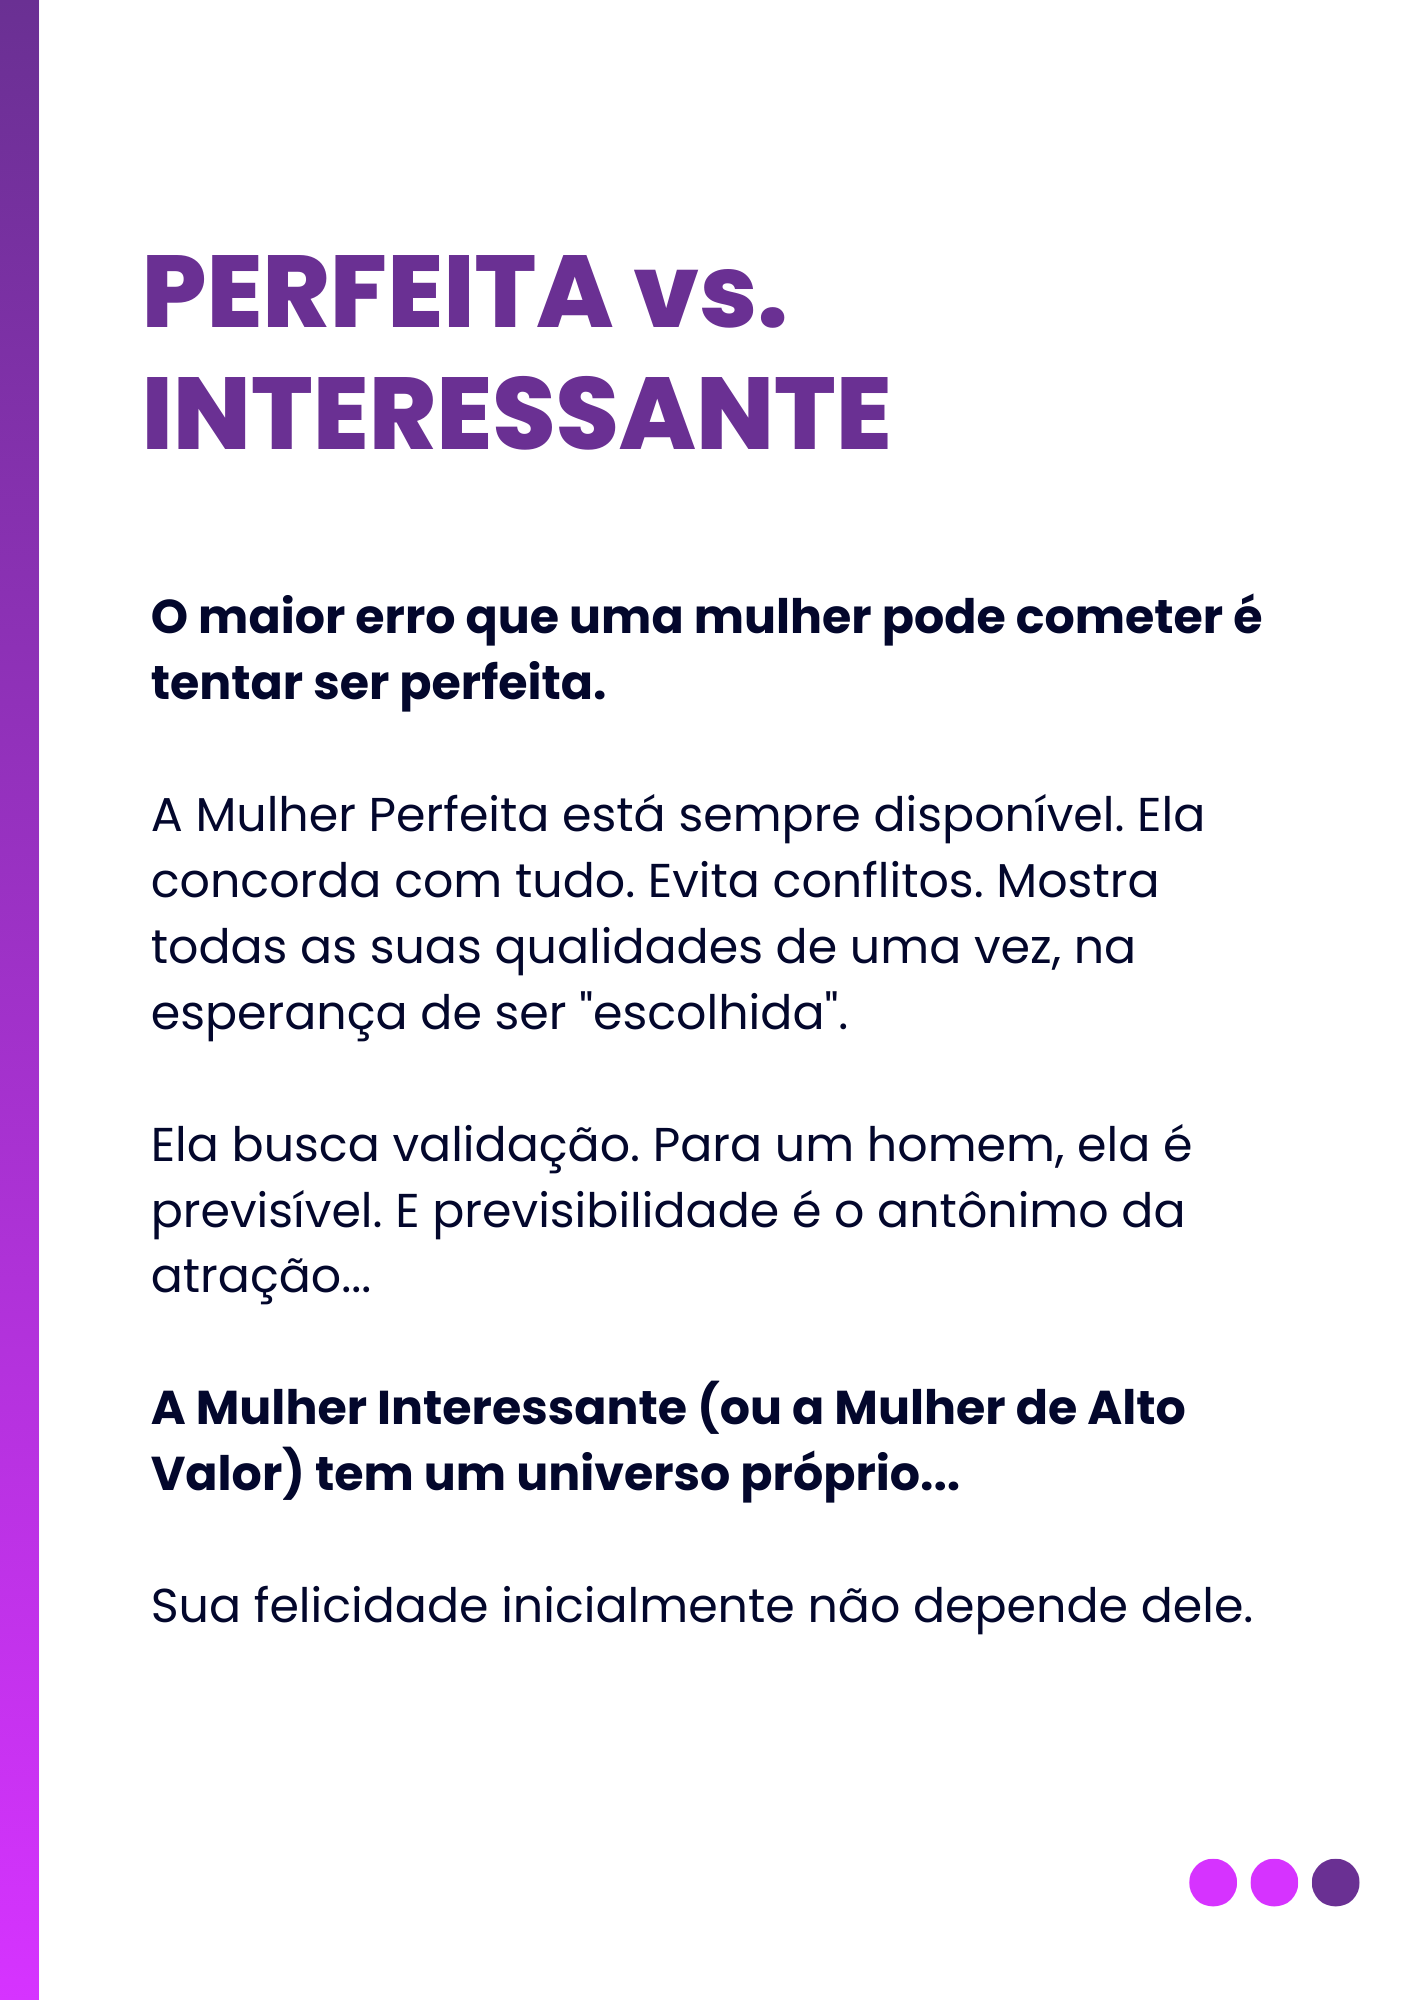 PERFEITA vs.
INTERESSANTE
O maior erro que uma mulher pode cometer é
tentar ser perfeita.
A Mulher Perfeita está sempre disponível. Ela
concorda com tudo. Evita conflitos. Mostra
todas as suas qualidades de uma vez, na
esperança de ser "escolhida".
Ela busca validação. Para um homem, ela é
previsível. E previsibilidade é o antônimo da
atração...
A Mulher Interessante (ou a Mulher de Alto
Valor) tem um universo próprio...
Sua felicidade inicialmente não depende dele.